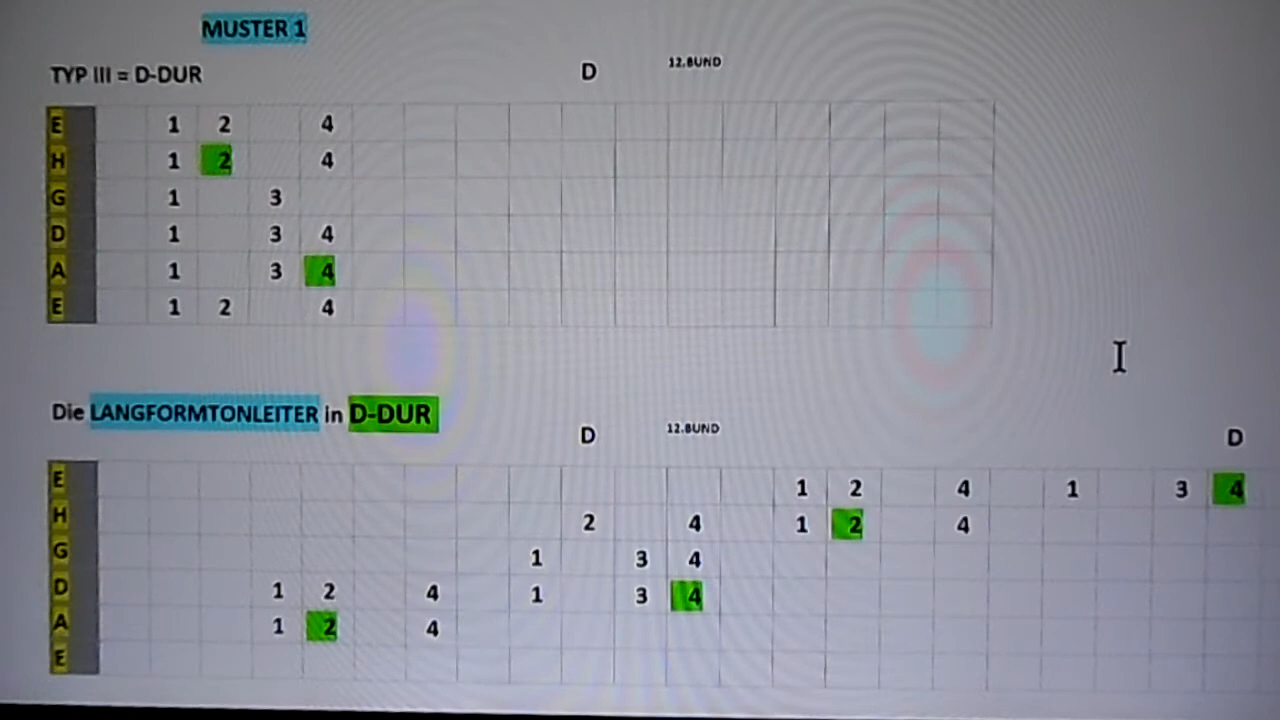 MUSTER 1
TYP III = D-DUR D 12.BUND
E 1 2 4
H 1 2 4
G 1 3
D 1 3 4
A 1 3 4
E 1 2 4
Die LANGFORMTONLEITER in D-DUR
D 12.BUND D
E 1 2 4 1 3 4
H 2 4 1 2 4
G 1 3 4
D 1 2 4 1 3 4
A 1 2 4
E